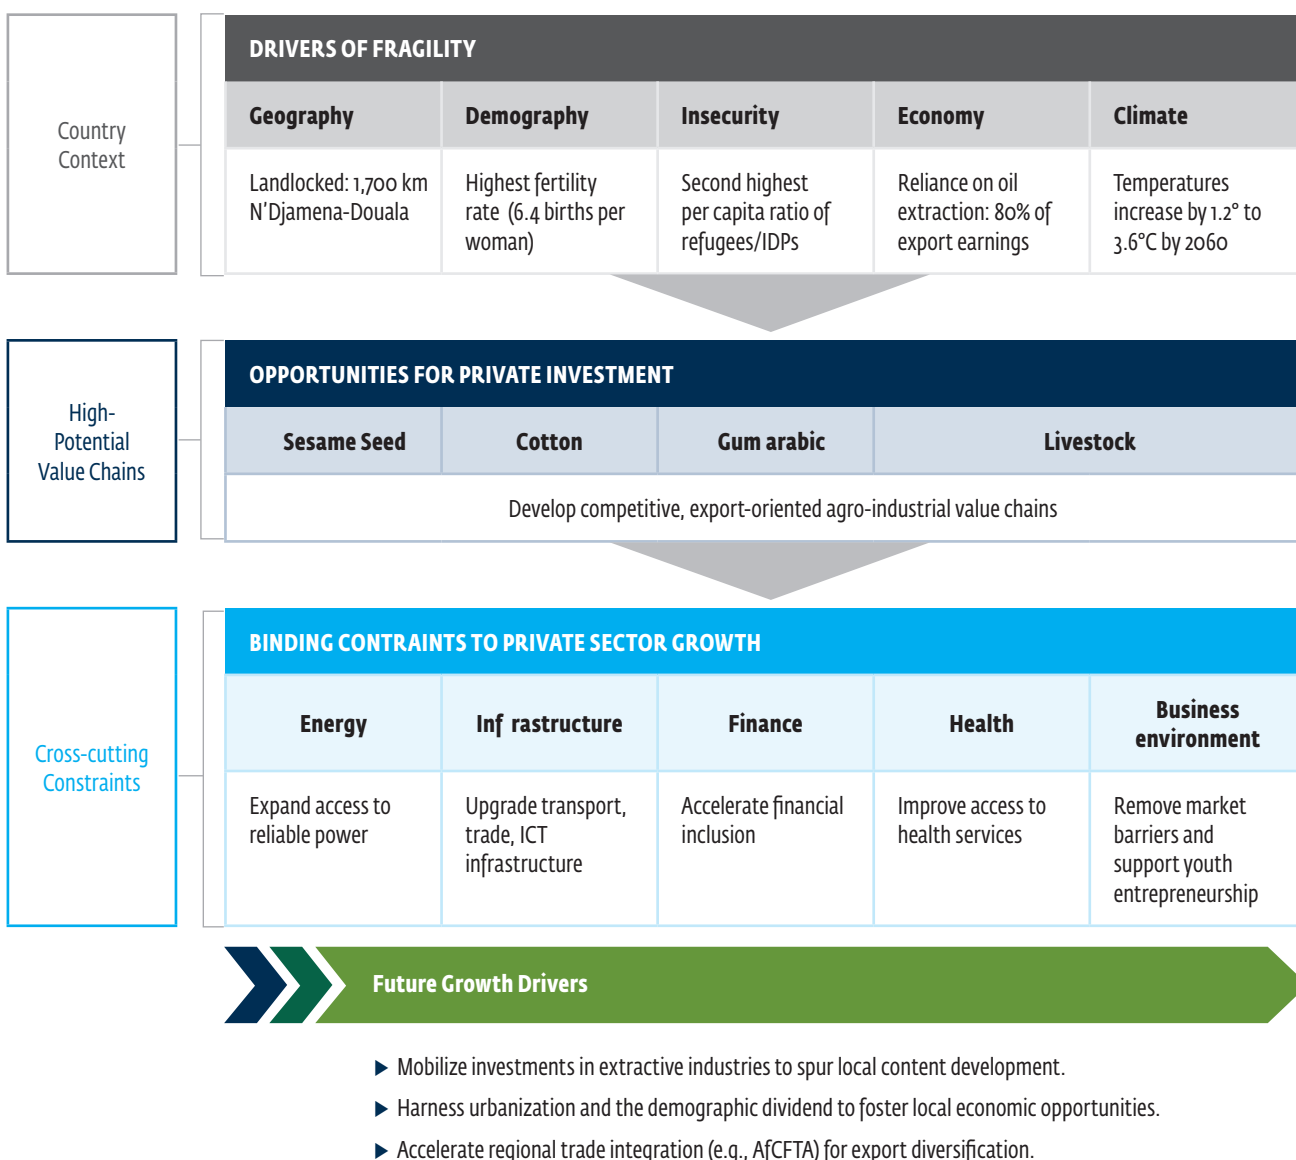 Country
Context
DRIVERS OF FRAGILITY
Geography
Demography
Insecurity
Economy
Climate
Landlocked: 1,700 km
N'Djamena-Douala
Highest fertility
rate (6.4 births per
woman)
Second highest
per capita ratio of
refugees/IDPs
Reliance on oil
extraction: 80% of
export earnings
Temperatures
increase by 1.2° to
3.6°C by 2060
High-
Potential
Value Chains
OPPORTUNITIES FOR PRIVATE INVESTMENT
Sesame Seed
Cotton
Gum arabic
Livestock
Develop competitive, export-oriented agro-industrial value chains
Cross-cutting
Constraints
BINDING CONTRAINTS TO PRIVATE SECTOR GROWTH
Energy
Inf rastructure
Finance
Health
Business
environment
Expand access to
reliable power
Upgrade transport,
trade, ICT
infrastructure
Accelerate financial
inclusion
Improve access to
health services
Remove market
barriers and
support youth
entrepreneurship
Future Growth Drivers
▶ Mobilize investments in extractive industries to spur local content development.
▶ Harness urbanization and the demographic dividend to foster local economic opportunities.
▶ Accelerate regional trade integration (e.g., AfCFTA) for export diversification.